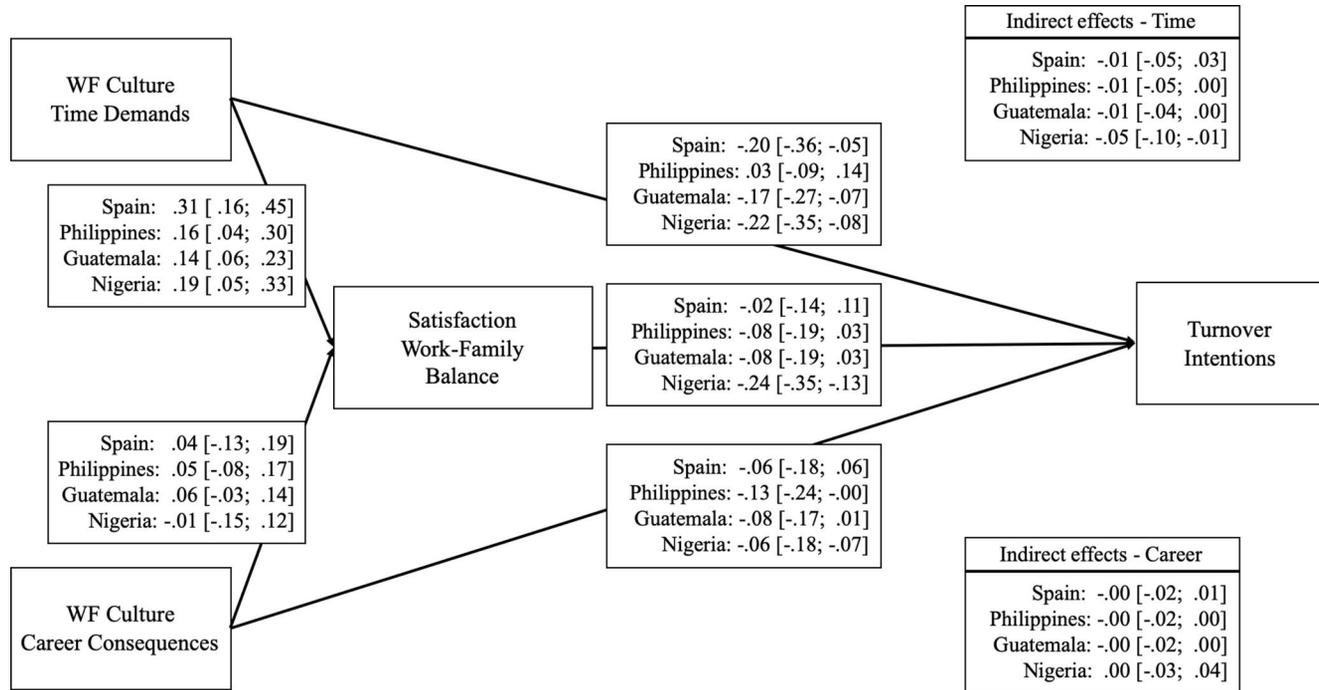 Indirect effects - Time
Spain: -.01 [-.05; .03]
Philippines: -.01 [-.05; .00]
Guatemala: -.01 [-.04; .00]
Nigeria: -.05 [-.10; -.01]
WF Culture
Time Demands
Spain: -.20 [-.36; -.05]
Philippines: .03 [-.09; .14]
Guatemala: -.17 [-.27; -.07]
Nigeria: -.22 [-.35; -.08]
Spain: .31 [ .16; .45]
Philippines: .16 [ .04; .30]
Guatemala: .14 [ .06; .23]
Nigeria: .19 [ .05; .33]
Satisfaction
Work-Family
Balance
Spain: -.02 [-.14; .11]
Philippines: -.08 [-.19; .03]
Guatemala: -.08 [-.19; .03]
Nigeria: -.24 [-.35; -.13]
Turnover
Intentions
Spain: .04 [-.13; .19]
Philippines: .05 [-.08; .17]
Guatemala: .06 [-.03; .14]
Nigeria: -.01 [-.15; .12]
Spain: -.06 [-.18; .06]
Philippines: -.13 [-.24; -.00]
Guatemala: -.08 [-.17; .01]
Nigeria: -.06 [-.18; -.07]
WF Culture
Career Consequences
Indirect effects - Career
Spain: -.00 [-.02; .01]
Philippines: -.00 [-.02; .00]
Guatemala: -.00 [-.02; .00]
Nigeria: .00 [-.03; .04]